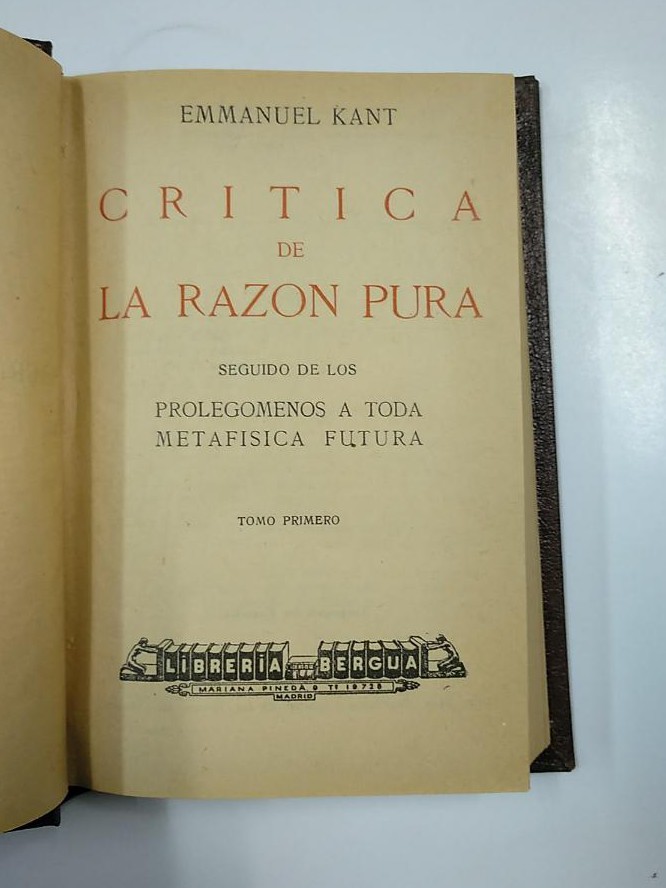 EMMANUEL KANT
CRITICA
DE
LA RAZON PURA
SEGUIDO DE LOS
PROLEGOMENOS A TODA
METAFISICA FUTURA
TOMO PRIMERO
LIBRERIA BERGUA
MARIANA PINEDA 9 Tº 19728
MADRID